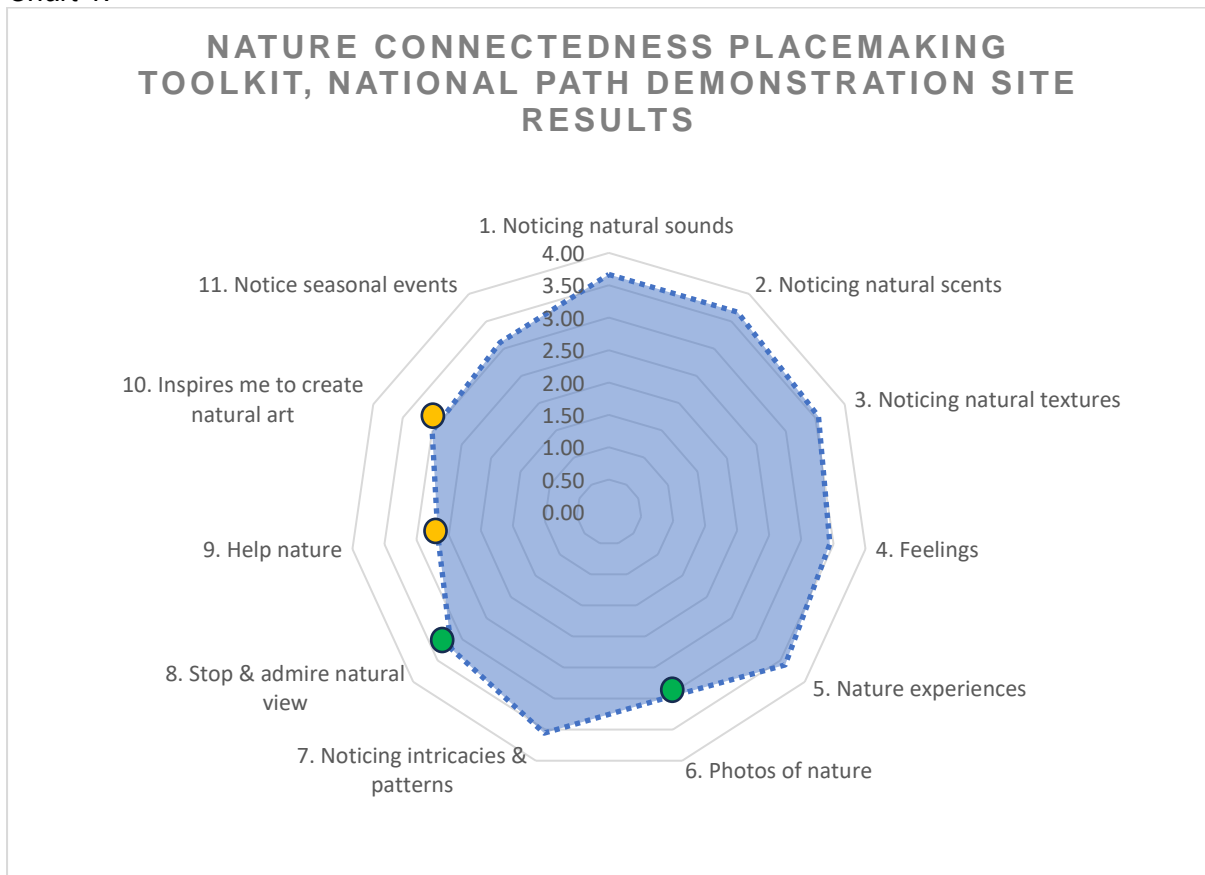 NATURE CONNECTEDNESS PLACEMAKING
TOOLKIT, NATIONAL PATH DEMONSTRATION SITE
RESULTS
1. Noticing natural sounds
4.00
3.50
3.00
2.50
2.00
1.50
1.00
0.50
0.00
2. Noticing natural scents
3. Noticing natural textures
4. Feelings
5. Nature experiences
6. Photos of nature
7. Noticing intricacies &
patterns
8. Stop & admire natural
view
9. Help nature
10. Inspires me to create
natural art
11. Notice seasonal events